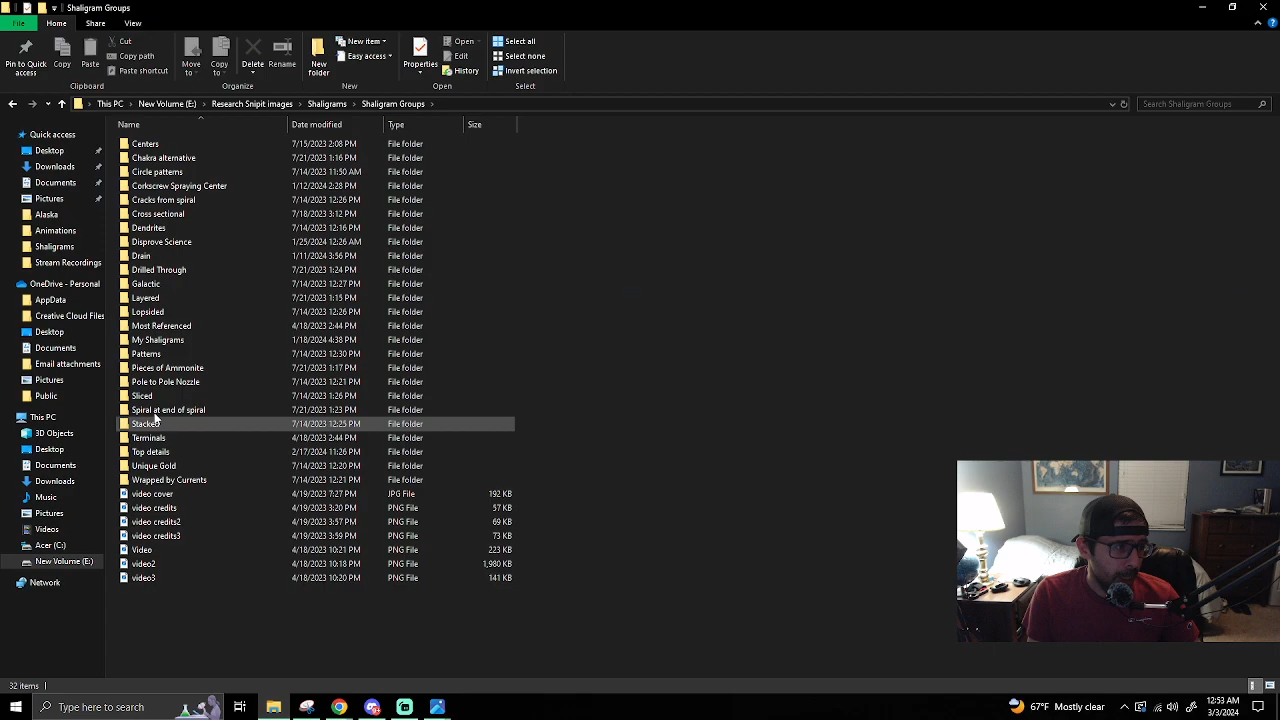 Shaligram Groups
File Home Share View
Pin to Quick access Copy Paste Cut Copy path Paste shortcut Move to Copy to Delete Rename New folder New item Easy access Properties Open Edit History Select all Select none Invert selection
Clipboard Organize New Open Select
This PC > New Volume (E:) > Research Snipit images > Shaligrams > Shaligram Groups > Search Shaligram Groups
Name Date modified Type Size
Centers 7/15/2023 2:08 PM File folder
Chakra alternative 7/21/2023 1:16 PM File folder
Circle patterns 7/14/2023 11:50 AM File folder
Corkscrew Spraying Center 1/12/2024 2:28 PM File folder
Cracks from spiral 7/14/2023 12:26 PM File folder
Cross sectional 7/18/2023 3:12 PM File folder
Dendrites 7/14/2023 12:16 PM File folder
Disprove Science 1/25/2024 12:26 AM File folder
Drain 1/11/2024 3:56 PM File folder
Drilled Through 7/21/2023 1:24 PM File folder
Galactic 7/14/2023 12:27 PM File folder
Layered 7/21/2023 1:15 PM File folder
Lopsided 7/14/2023 12:26 PM File folder
Most Referenced 4/18/2023 2:44 PM File folder
My Shaligrams 1/18/2024 4:38 PM File folder
Patterns 7/14/2023 12:30 PM File folder
Pieces of Ammonite 7/21/2023 1:17 PM File folder
Pole to Pole Nozzle 7/14/2023 12:21 PM File folder
Sliced 7/14/2023 1:26 PM File folder
Spiral at end of spiral 7/21/2023 1:23 PM File folder
Stacked 7/14/2023 12:25 PM File folder
Terminals 4/18/2023 2:44 PM File folder
Top details 2/17/2024 11:26 PM File folder
Unique Gold 7/14/2023 12:20 PM File folder
Wrapped by Currents 7/14/2023 12:21 PM File folder
video cover 4/19/2023 7:27 PM JPG File 192 KB
video credits 4/19/2023 3:20 PM PNG File 57 KB
video credits2 4/19/2023 3:57 PM PNG File 69 KB
video credits3 4/19/2023 3:59 PM PNG File 73 KB
Video 4/18/2023 10:21 PM PNG File 223 KB
video2 4/18/2023 10:18 PM PNG File 1,980 KB
video3 4/18/2023 10:20 PM PNG File 141 KB
Quick access
Desktop
Downloads
Documents
Pictures
Alaska
Animations
Shaligrams
Stream Recordings
OneDrive - Personal
AppData
Creative Cloud Files
Desktop
Documents
Email attachments
Pictures
Public
This PC
3D Objects
Desktop
Documents
Downloads
Music
Pictures
Videos
Acer (C:)
New Volume (E:)
Network
32 items
Type here to search
67°F Mostly clear
12:53 AM
3/3/2024